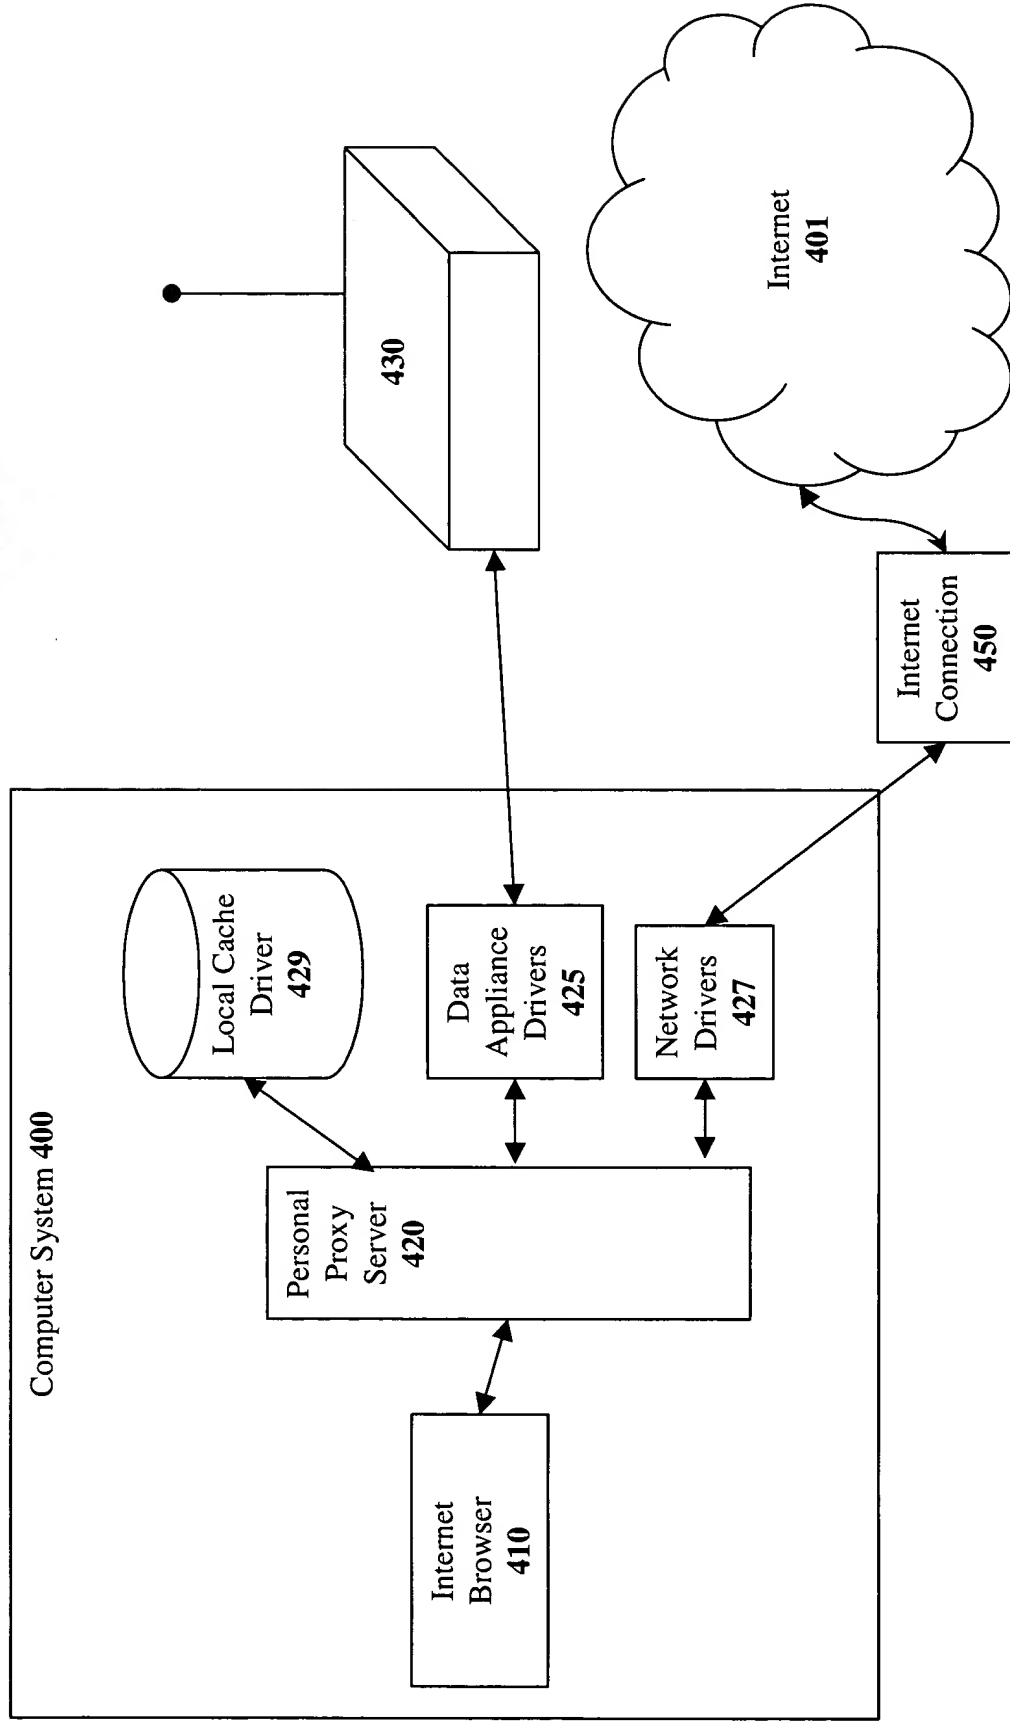 Computer System 400
Local Cache
Driver
429
Personal
Proxy
Server
420
Internet
Browser
410
Data
Appliance
Drivers
425
Network
Drivers
427
430
Internet
Connection
450
Internet
401